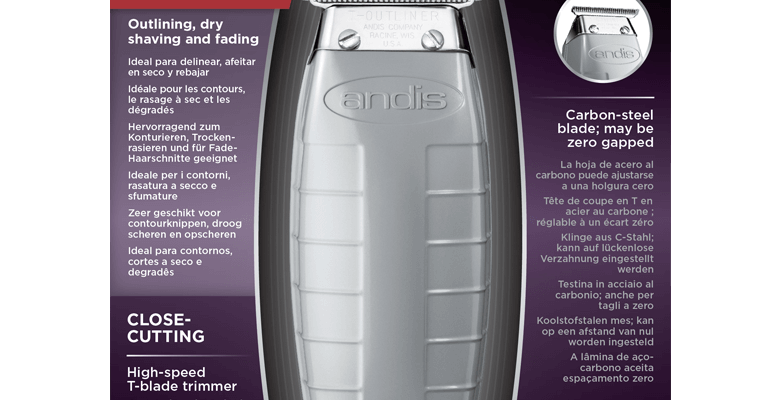 Outlining, dry
shaving and fading
Ideal para delinear, afeitar
en seco y rebajar
Idéale pour les contours,
le rasage à sec et les
dégradés
Hervorragend zum
Konturieren, Trocken-
rasieren und für Fade-
Haarschnitte geeignet
Ideale per i contorni,
rasatura a secco e
sfumature
Zeer geschikt voor
contourknippen, droog
scheren en opscheren
Ideal para contornos,
cortes a seco e
degradês
CLOSE-
CUTTING
High-speed
T-blade trimmer
T-OUTLINER
ANDIS COMPANY
RACINE, WIS.
U.S.A.
andis
andis
Carbon-steel
blade; may be
zero gapped
La hoja de acero al
carbono puede ajustarse
a una holgura cero
Tête de coupe en T en
acier au carbone ;
réglable à un écart zéro
Klinge aus C-Stahl;
kann auf lückenlose
Verzahnung eingestellt
werden
Testina in acciaio al
carbonio; anche per
tagli a zero
Koolstofstalen mes; kan
op een afstand van nul
worden ingesteld
A lâmina de aço-
carbono aceita
espaçamento zero